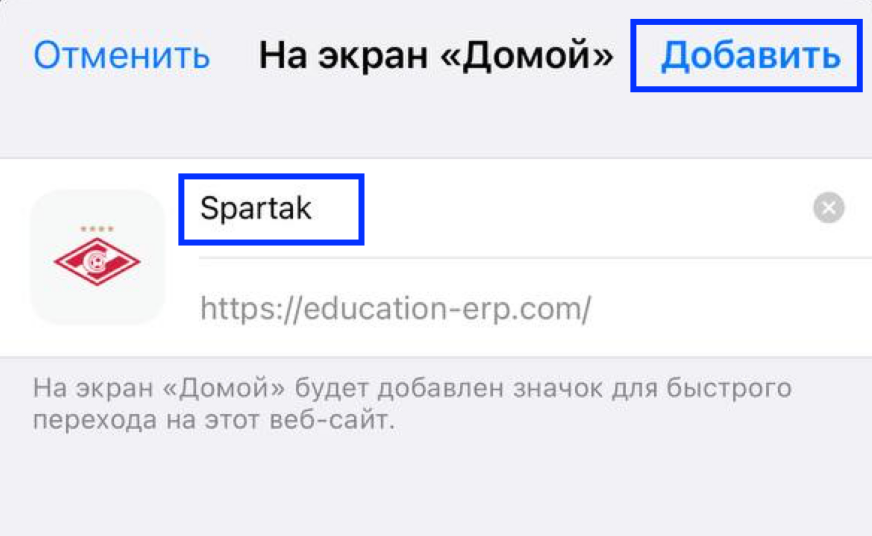 Отменить На экран «Домой» Добавить
Spartak
https://education-erp.com/
На экран «Домой» будет добавлен значок для быстрого
перехода на этот веб-сайт.